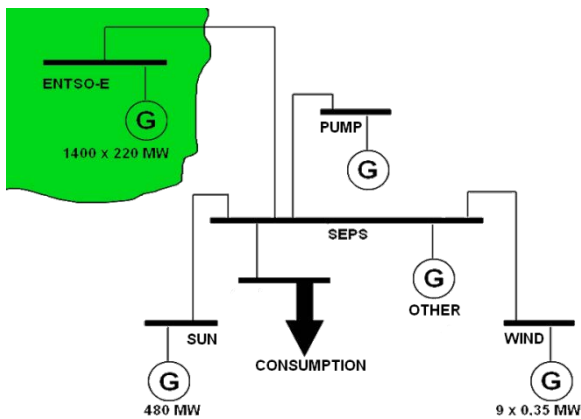 ENTSO-E
G
1400 x 220 MW
PUMP
G
SEPS
G
OTHER
SUN
CONSUMPTION
WIND
G
480 MW
G
9 x 0,35 MW